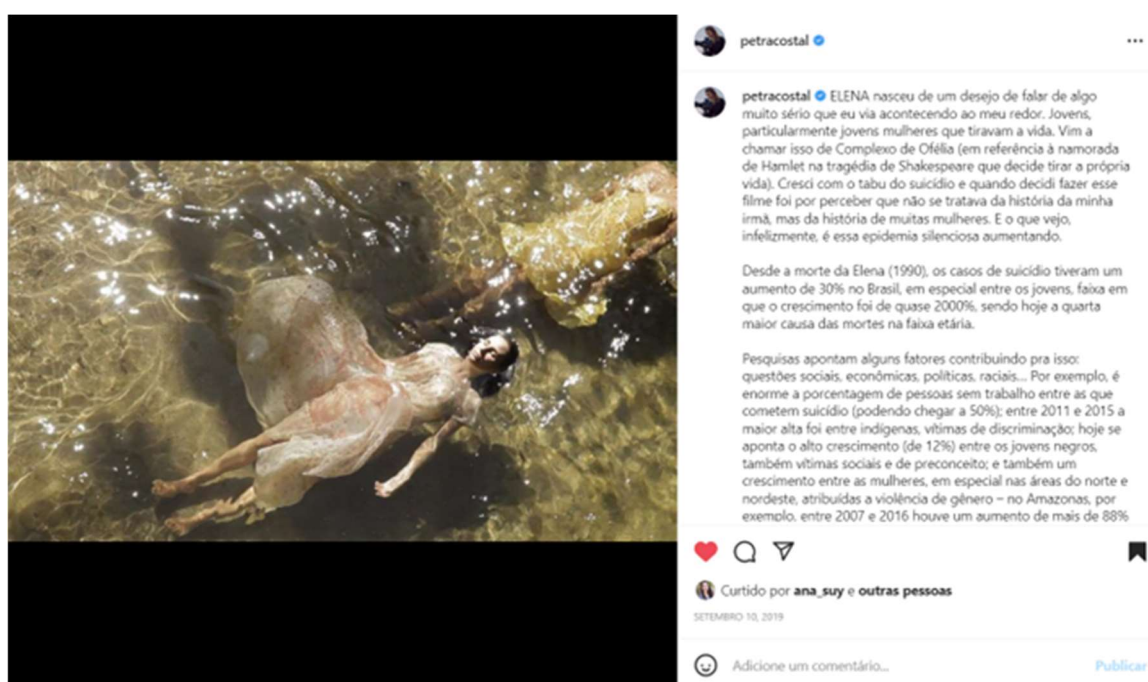 petracostal
petracostal ELENA nasceu de um desejo de falar de algo
muito sério que eu via acontecendo ao meu redor. Jovens,
particularmente jovens mulheres que tiravam a vida. Vim a
chamar isso de Complexo de Ofélia (em referência à namorada
de Hamlet na tragédia de Shakespeare que decide tirar a própria
vida). Cresci com o tabu do suicídio e quando decidi fazer esse
filme foi por perceber que não se tratava da história da minha
irmã, mas da história de muitas mulheres. E o que vejo,
infelizmente, é essa epidemia silenciosa aumentando.
Desde a morte da Elena (1990), os casos de suicídio tiveram um
aumento de 30% no Brasil, em especial entre os jovens, faixa em
que o crescimento foi de quase 2000%, sendo hoje a quarta
maior causa das mortes na faixa etária.
Pesquisas apontam alguns fatores contribuindo pra isso:
questões sociais, econômicas, políticas, raciais... Por exemplo, é
enorme a porcentagem de pessoas sem trabalho entre as que
cometem suicídio (podendo chegar a 50%); entre 2011 e 2015 a
maior alta foi entre indígenas, vítimas de discriminação; hoje se
aponta o alto crescimento (de 12%) entre os jovens negros,
também vítimas sociais e de preconceito; e também um
crescimento entre as mulheres, em especial nas áreas do norte e
nordeste, atribuídas a violência de gênero – no Amazonas, por
exemplo, entre 2007 e 2016 houve um aumento de mais de 88%
Curtido por ana_suy e outras pessoas
SETEMBRO 10, 2019
Adicione um comentário... Publicar